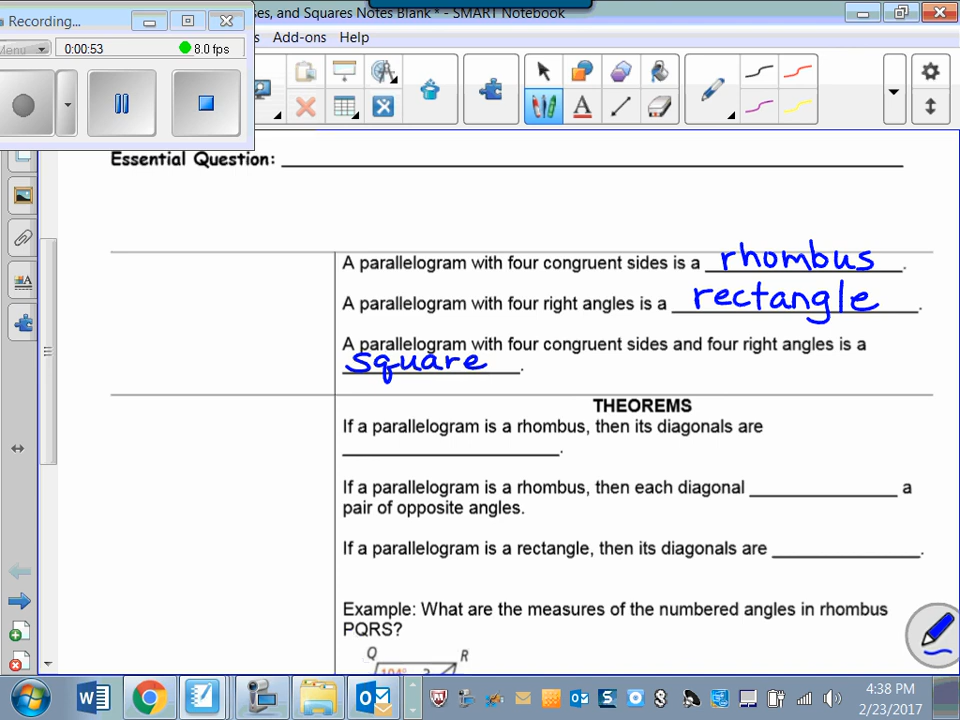 Recording...
ses, and Squares Notes Blank * - SMART Notebook
Menu
0:00:53
8.0 fps
Add-ons Help
Essential Question:
A parallelogram with four congruent sides is a rhombus.
A parallelogram with four right angles is a rectangle.
A parallelogram with four congruent sides and four right angles is a
square.
THEOREMS
If a parallelogram is a rhombus, then its diagonals are
.
If a parallelogram is a rhombus, then each diagonal ____ a
pair of opposite angles.
If a parallelogram is a rectangle, then its diagonals are ____.
Example: What are the measures of the numbered angles in rhombus
PQRS?
Q R
104°
4:38 PM
2/23/2017